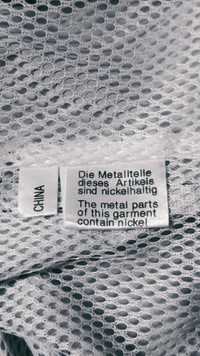 CHINA
Die Metallteile
dieses Artikels
sind nickelhaltig
The metal parts
of this garment
contain nickel